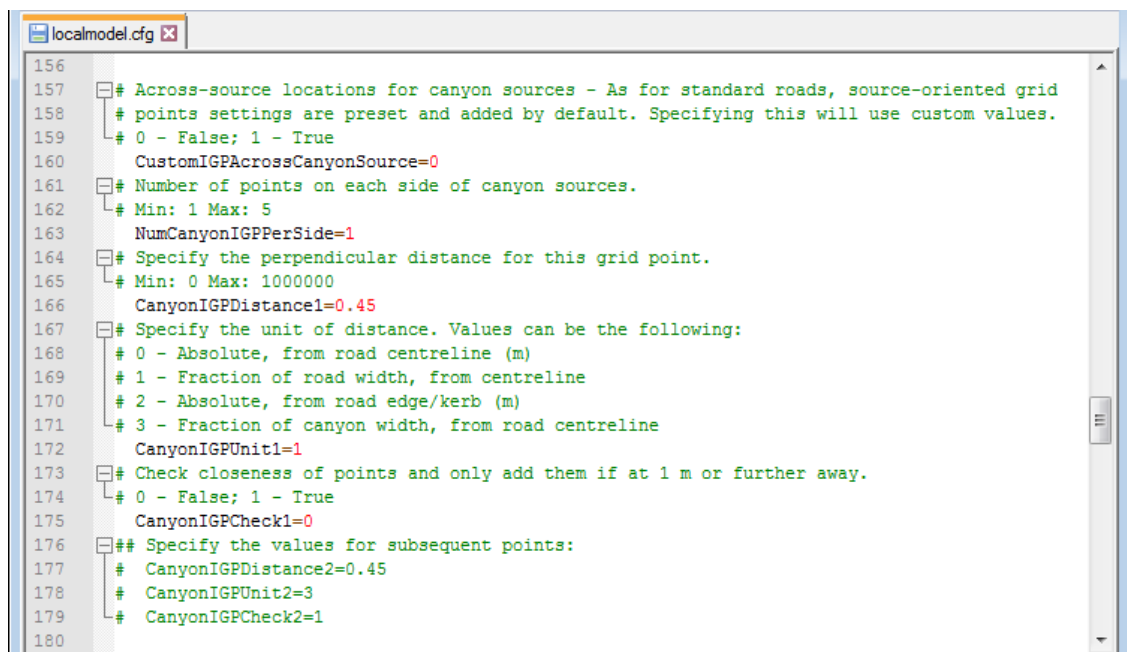 localmodel.cfg
156
157 # Across-source locations for canyon sources - As for standard roads, source-oriented grid
158 # points settings are preset and added by default. Specifying this will use custom values.
159 # 0 - False; 1 - True
160 CustomIGPAcrossCanyonSource=0
161 # Number of points on each side of canyon sources.
162 # Min: 1 Max: 5
163 NumCanyonIGPPerSide=1
164 # Specify the perpendicular distance for this grid point.
165 # Min: 0 Max: 1000000
166 CanyonIGPDistance1=0.45
167 # Specify the unit of distance. Values can be the following:
168 # 0 - Absolute, from road centreline (m)
169 # 1 - Fraction of road width, from centreline
170 # 2 - Absolute, from road edge/kerb (m)
171 # 3 - Fraction of canyon width, from road centreline
172 CanyonIGPUnit1=1
173 # Check closeness of points and only add them if at 1 m or further away.
174 # 0 - False; 1 - True
175 CanyonIGPCheck1=0
176 ## Specify the values for subsequent points:
177 # CanyonIGPDistance2=0.45
178 # CanyonIGPUnit2=3
179 # CanyonIGPCheck2=1
180